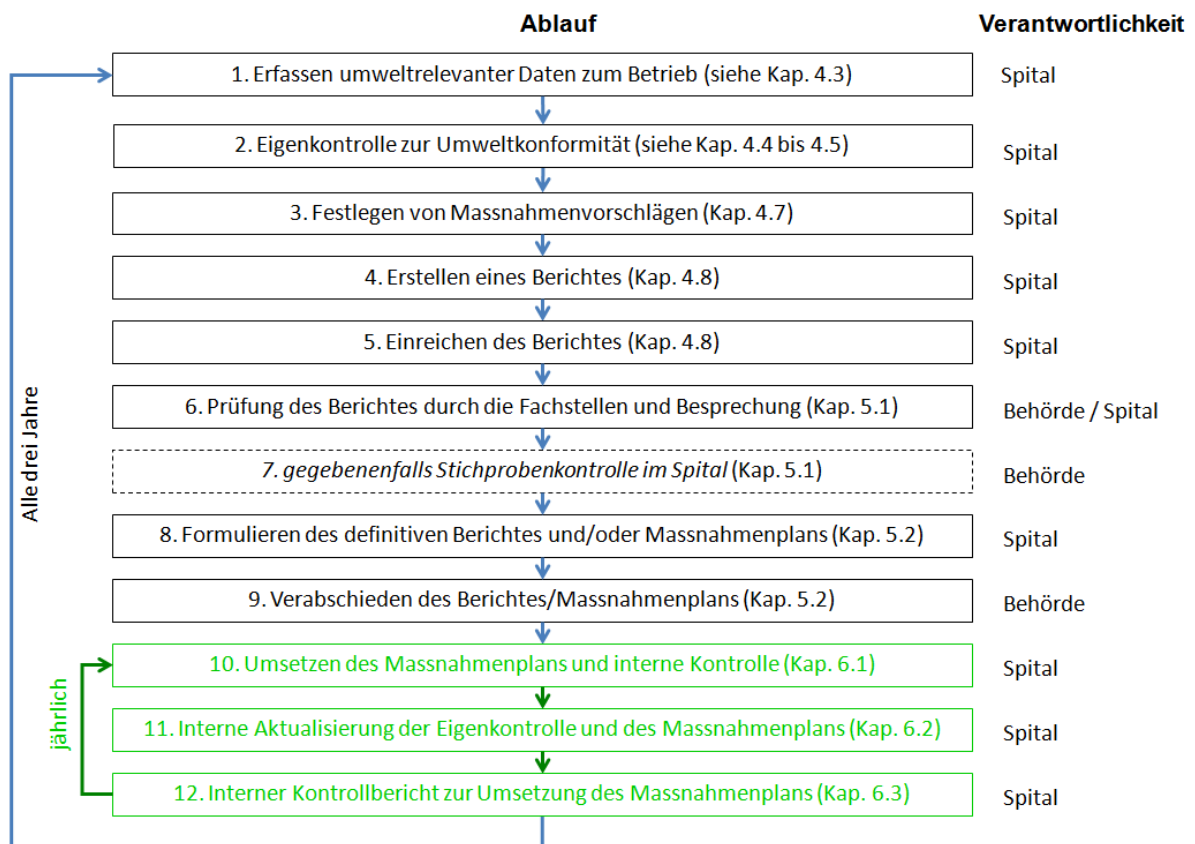 Ablauf Verantwortlichkeit
1. Erfassen umweltrelevanter Daten zum Betrieb (siehe Kap. 4.3) Spital
2. Eigenkontrolle zur Umweltkonformität (siehe Kap. 4.4 bis 4.5) Spital
3. Festlegen von Massnahmenvorschlägen (Kap. 4.7) Spital
4. Erstellen eines Berichtes (Kap. 4.8) Spital
5. Einreichen des Berichtes (Kap. 4.8) Spital
6. Prüfung des Berichtes durch die Fachstellen und Besprechung (Kap. 5.1) Behörde / Spital
7. gegebenenfalls Stichprobenkontrolle im Spital (Kap. 5.1) Behörde
8. Formulieren des definitiven Berichtes und/oder Massnahmenplans (Kap. 5.2) Spital
9. Verabschieden des Berichtes/Massnahmenplans (Kap. 5.2) Behörde
10. Umsetzen des Massnahmenplans und interne Kontrolle (Kap. 6.1) Spital
11. Interne Aktualisierung der Eigenkontrolle und des Massnahmenplans (Kap. 6.2) Spital
12. Interner Kontrollbericht zur Umsetzung des Massnahmenplans (Kap. 6.3) Spital
Alle drei Jahre
jährlich